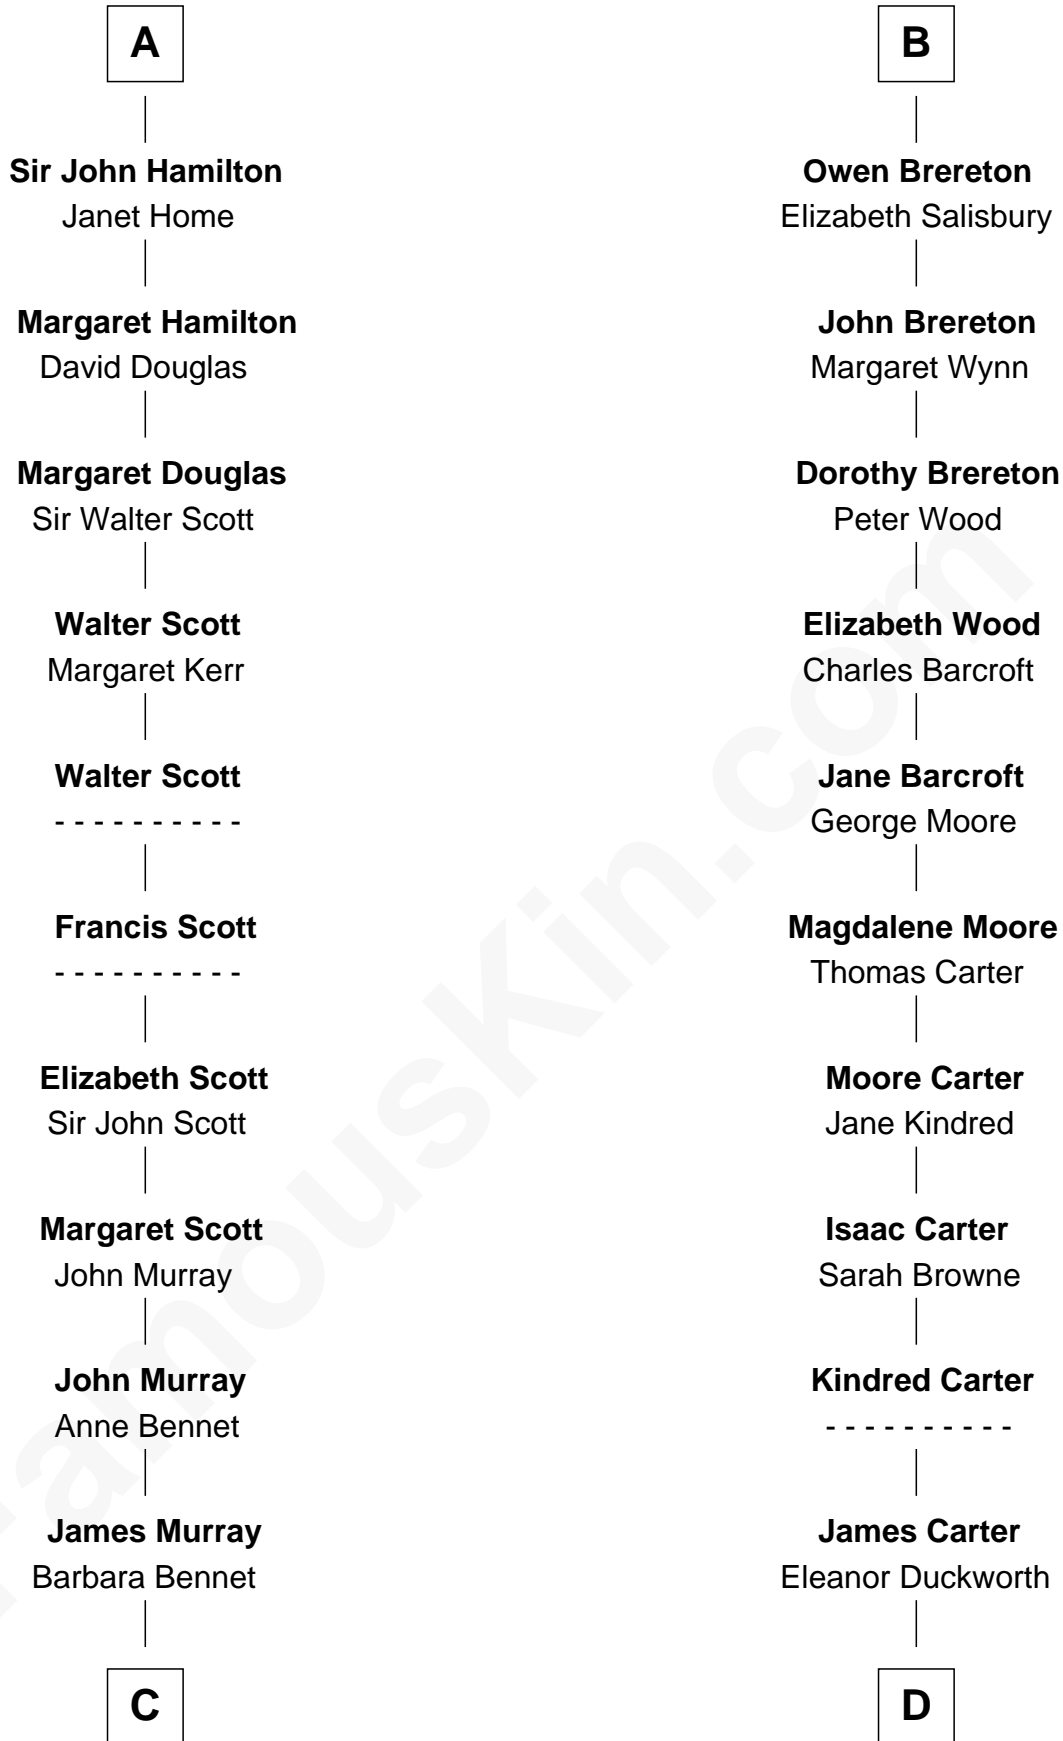 A
Sir John Hamilton
Janet Home
Margaret Hamilton
David Douglas
Margaret Douglas
Sir Walter Scott
Walter Scott
Margaret Kerr
Walter Scott
- - - - - - - - - -
Francis Scott
- - - - - - - - - -
Elizabeth Scott
Sir John Scott
Margaret Scott
John Murray
John Murray
Anne Bennet
James Murray
Barbara Bennet
C
B
Owen Brereton
Elizabeth Salisbury
John Brereton
Margaret Wynn
Dorothy Brereton
Peter Wood
Elizabeth Wood
Charles Barcroft
Jane Barcroft
George Moore
Magdalene Moore
Thomas Carter
Moore Carter
Jane Kindred
Isaac Carter
Sarah Browne
Kindred Carter
- - - - - - - - - -
James Carter
Eleanor Duckworth
D
FamousKin.com